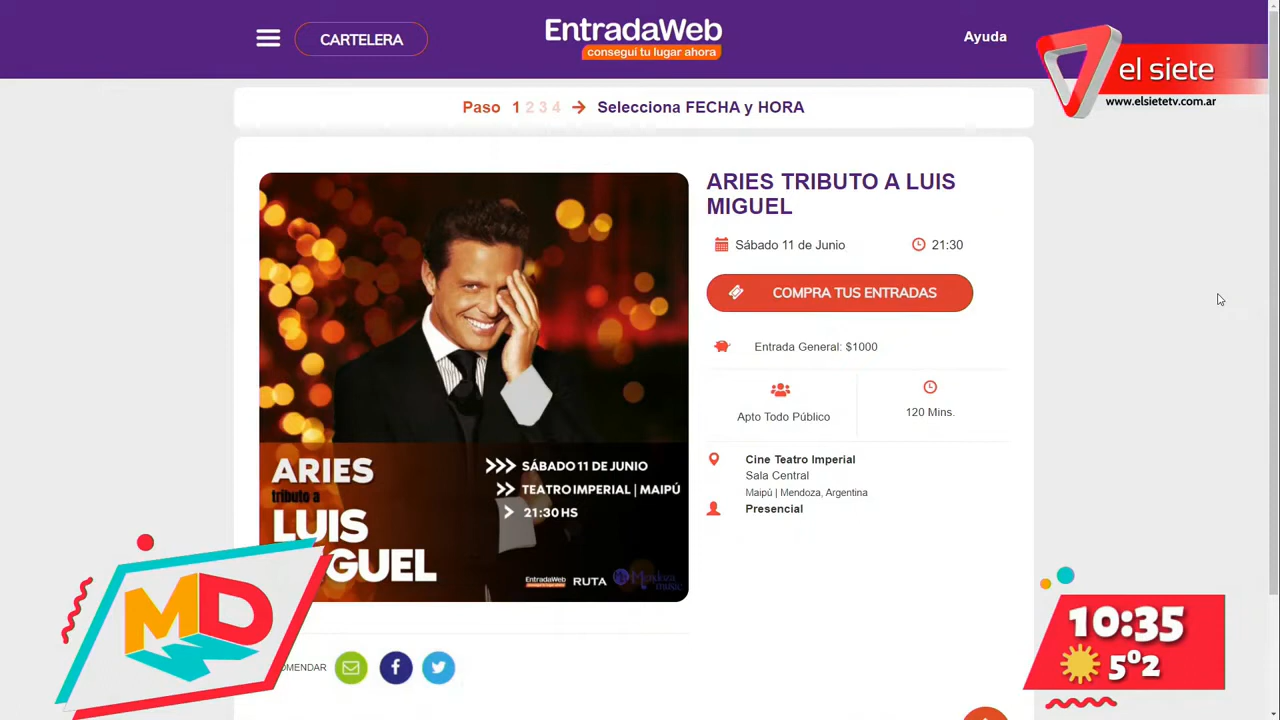 CARTELERA
EntradaWeb
conseguí tu lugar ahora
Ayuda
el siete
www.elsietetv.com.ar
Paso 1 2 3 4 → Selecciona FECHA y HORA
ARIES TRIBUTO A LUIS
MIGUEL
Sábado 11 de Junio
21:30
COMPRA TUS ENTRADAS
Entrada General: $1000
Apto Todo Público
120 Mins.
Cine Teatro Imperial
Sala Central
Maipú | Mendoza, Argentina
Presencial
ARIES
tributo a
LUIS
GUEL
>>> SÁBADO 11 DE JUNIO
>> TEATRO IMPERIAL | MAIPÚ
> 21:30 HS
EntradaWeb
RUTA
Mendoza
music
OMENDAR
MD
10:35
5º2